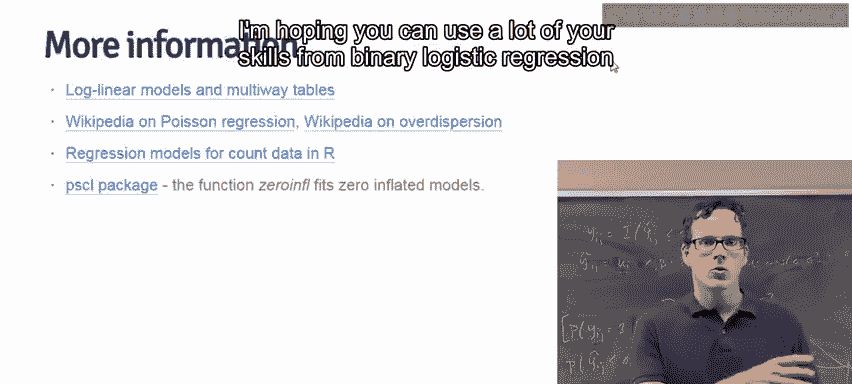 I'm hoping you can use a lot of your
skills from binary logistic regression
More information
· Log-linear models and multiway tables
· Wikipedia on Poisson regression, Wikipedia on overdispersion
· Regression models for count data in R
· pscl package - the function zeroinfl fits zero inflated models.